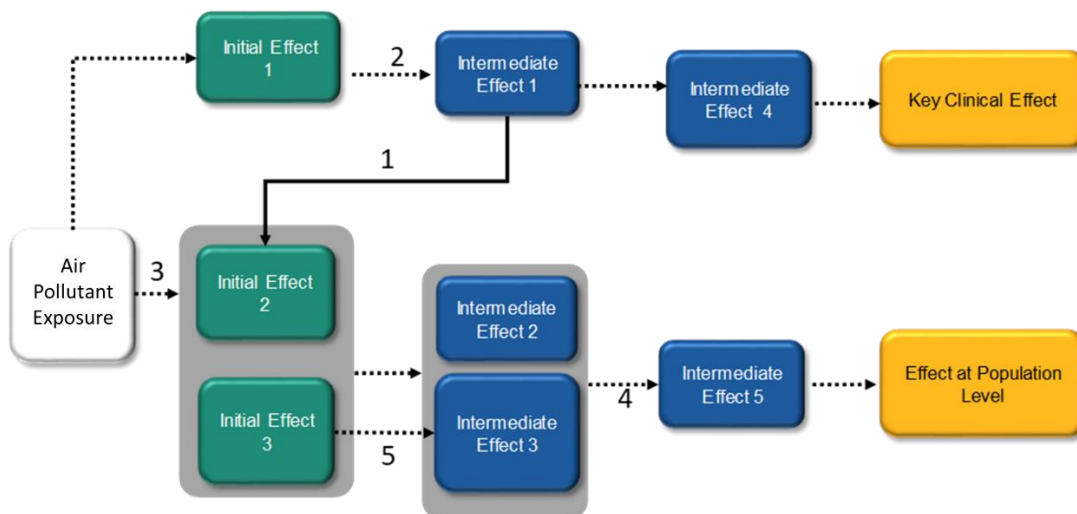 Initial Effect
1
2
Intermediate
Effect 1
Intermediate
Effect 4
Key Clinical Effect
1
Air
Pollutant
Exposure
3
Initial Effect
2
Intermediate
Effect 2
Initial Effect
3
5
Intermediate
Effect 3
4
Intermediate
Effect 5
Effect at Population
Level